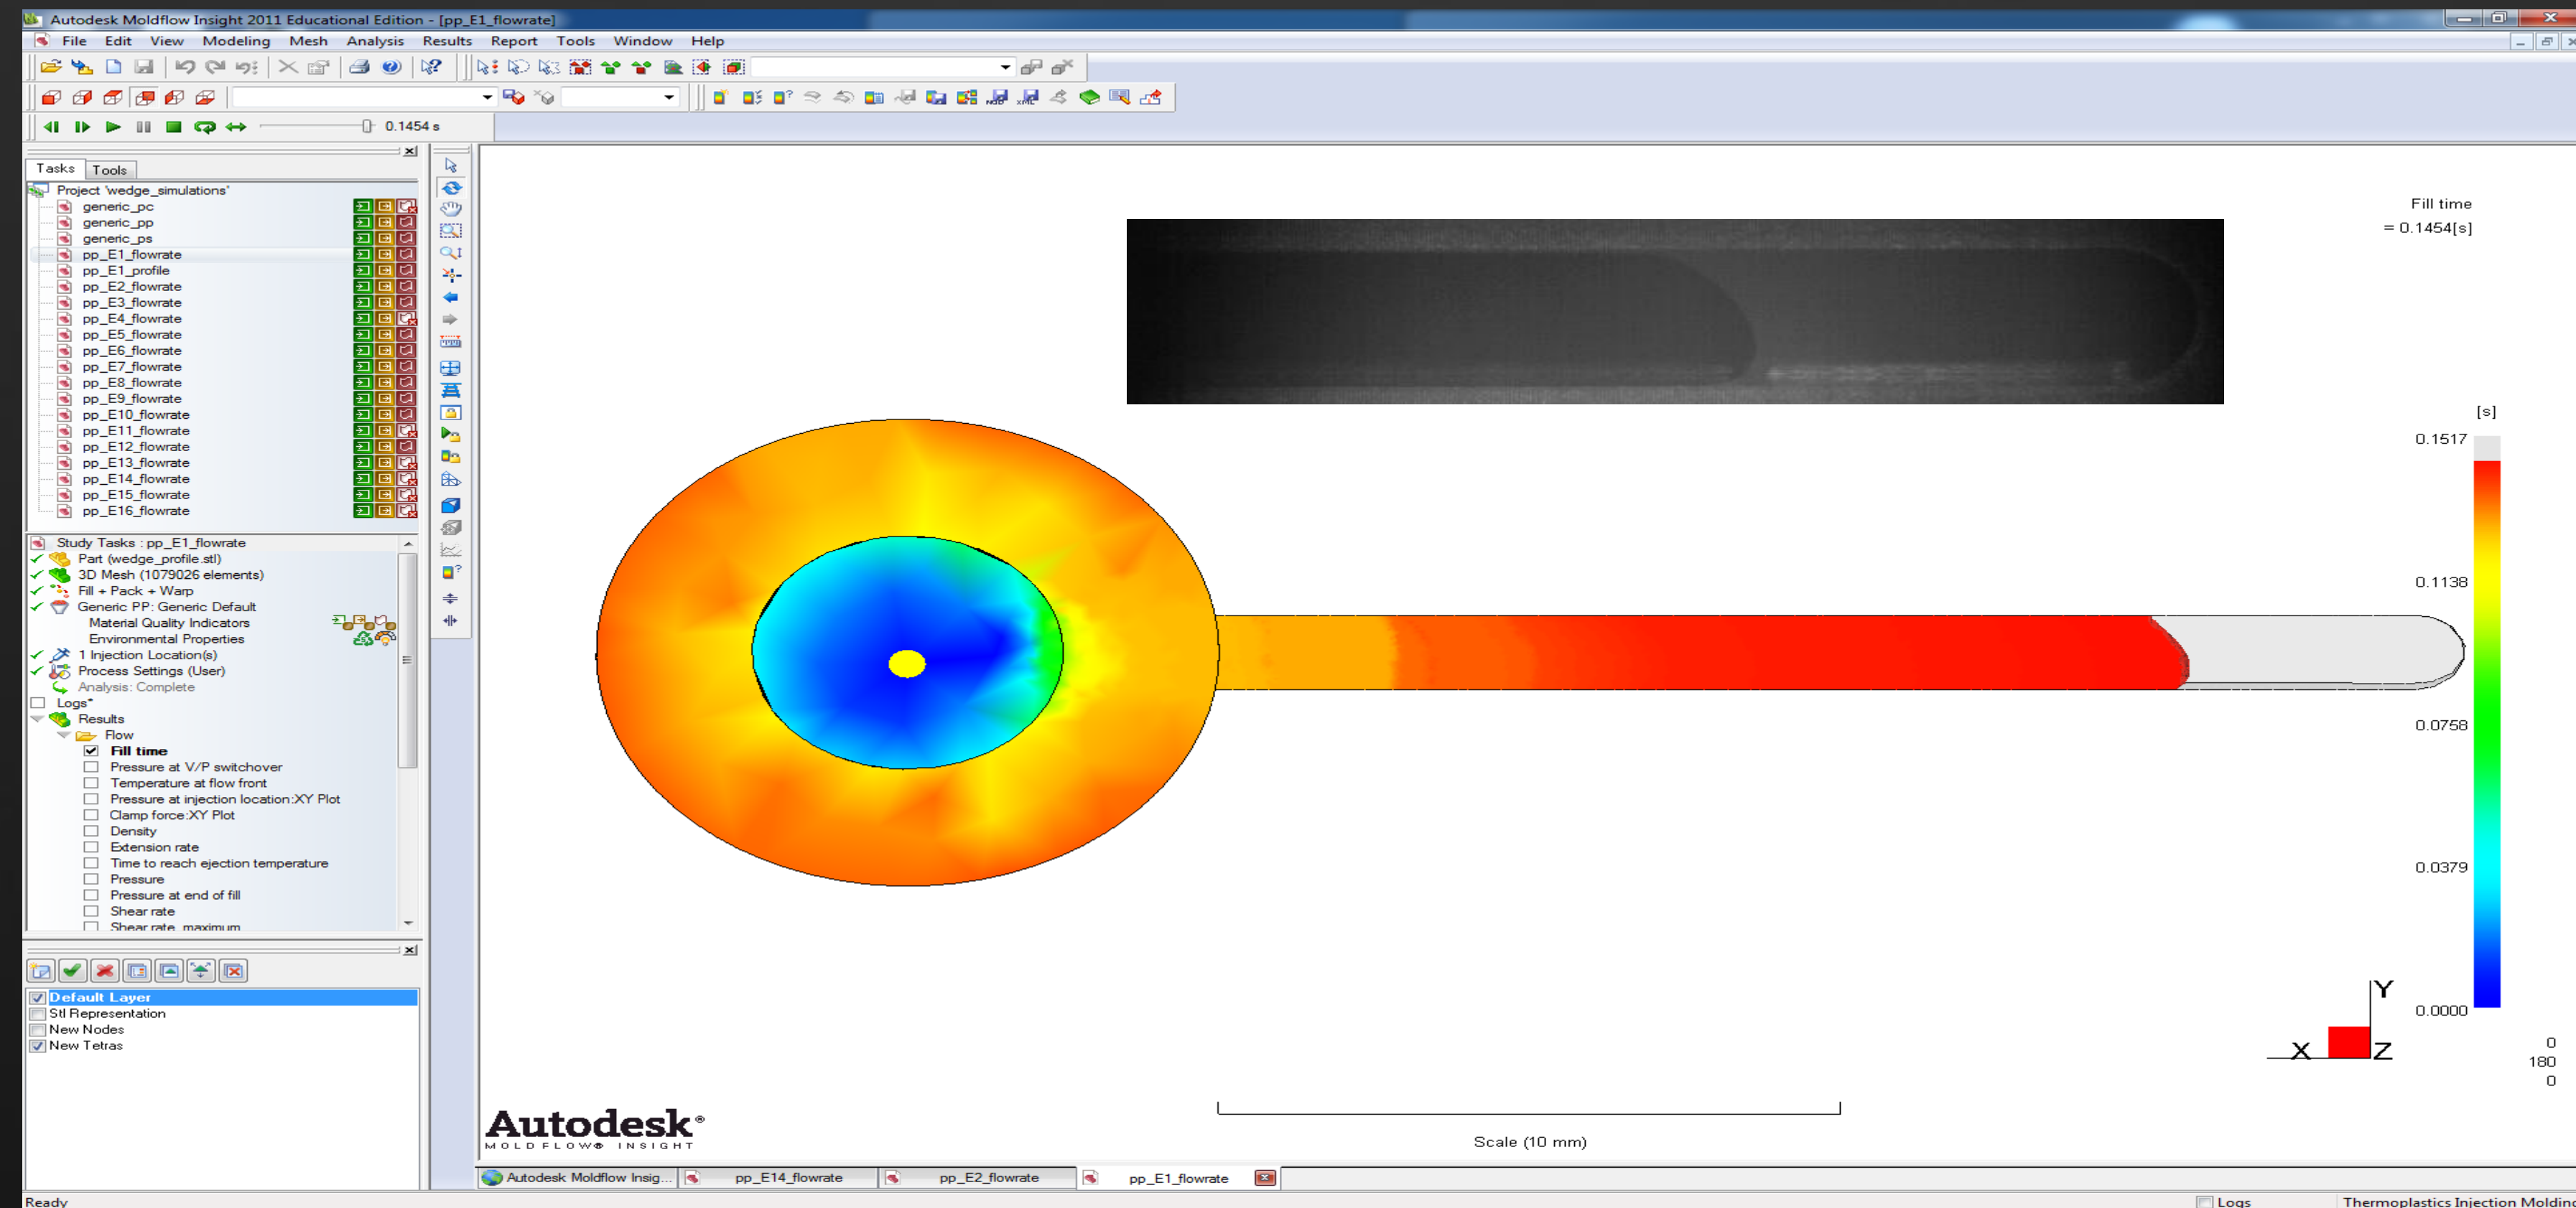 Autodesk Moldflow Insight 2011 Educational Edition - [pp_E1_flowrate]
File Edit View Modeling Mesh Analysis Results Report Tools Window Help
0.1454 s
Tasks Tools
Project 'wedge_simulations'
generic_pc
generic_pp
generic_ps
pp_E1_flowrate
pp_E1_profile
pp_E2_flowrate
pp_E3_flowrate
pp_E4_flowrate
pp_E5_flowrate
pp_E6_flowrate
pp_E7_flowrate
pp_E8_flowrate
pp_E9_flowrate
pp_E10_flowrate
pp_E11_flowrate
pp_E12_flowrate
pp_E13_flowrate
pp_E14_flowrate
pp_E15_flowrate
pp_E16_flowrate
Study Tasks : pp_E1_flowrate
Part (wedge_profile.stl)
3D Mesh (1079026 elements)
Fill + Pack + Warp
Generic PP: Generic Default
Material Quality Indicators
Environmental Properties
1 Injection Location(s)
Process Settings (User)
Analysis: Complete
Logs*
Results
Flow
Fill time
Pressure at V/P switchover
Temperature at flow front
Pressure at injection location:XY Plot
Clamp force:XY Plot
Density
Extension rate
Time to reach ejection temperature
Pressure
Pressure at end of fill
Shear rate
Shear rate, maximum
Default Layer
Stl Representation
New Nodes
New Tetras
Fill time
= 0.1454[s]
[s]
0.1517
0.1138
0.0758
0.0379
0.0000
Y
X Z
0
180
0
Scale (10 mm)
Autodesk®
MOLDFLOW® INSIGHT
Autodesk Moldflow Insig... pp_E14_flowrate pp_E2_flowrate pp_E1_flowrate
Ready Logs Thermoplastics Injection Molding